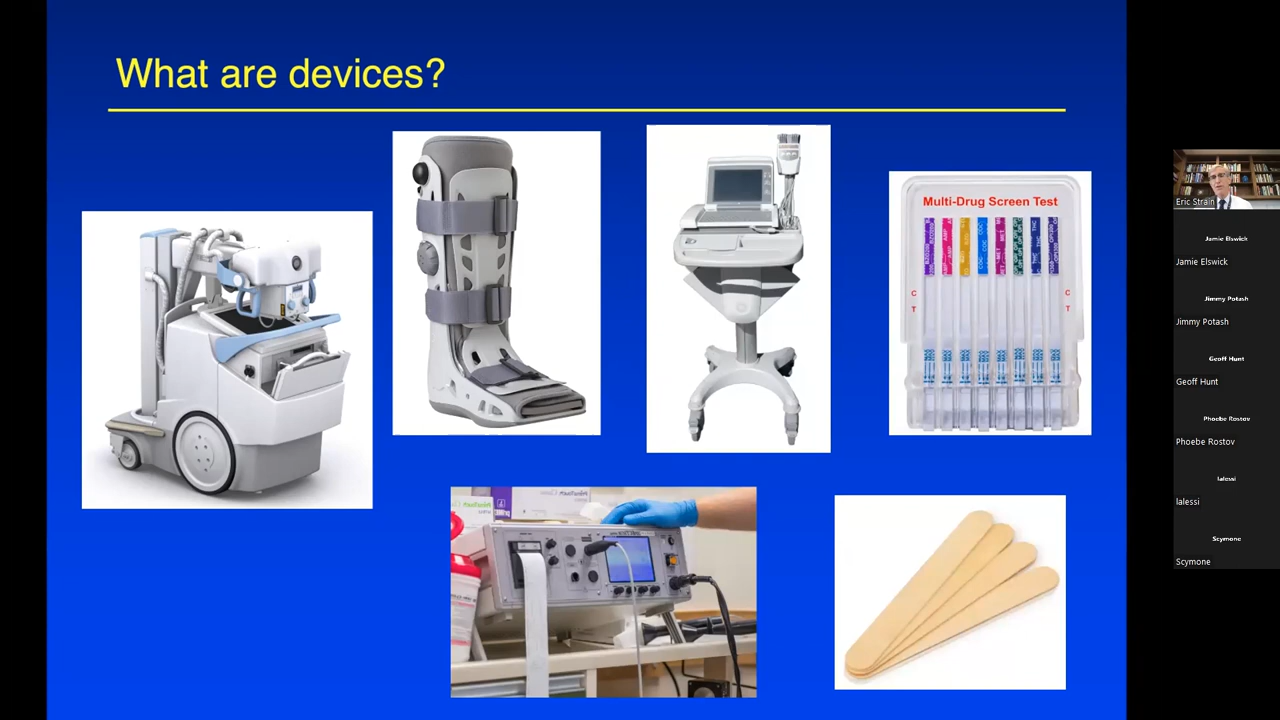 What are devices?
Multi-Drug Screen Test
C
T
C
T
Eric Strain
Jamie Elswick
Jamie Elswick
Jimmy Potash
Jimmy Potash
Geoff Hunt
Geoff Hunt
Phoebe Rostov
Phoebe Rostov
lalessi
lalessi
Scymone
Scymone